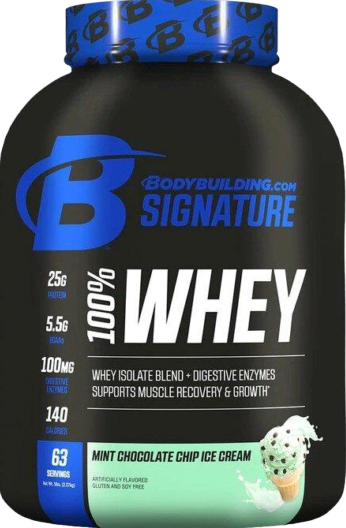 B
BODYBUILDING.COM
SIGNATURE
100% WHEY
25G
PROTEIN
5.5G
BCAAs
100MG
DIGESTIVE
ENZYMES
140
CALORIES
63
SERVINGS
WHEY ISOLATE BLEND + DIGESTIVE ENZYMES
SUPPORTS MUSCLE RECOVERY & GROWTH*
MINT CHOCOLATE CHIP ICE CREAM
ARTIFICIALLY FLAVORED
GLUTEN AND SOY FREE